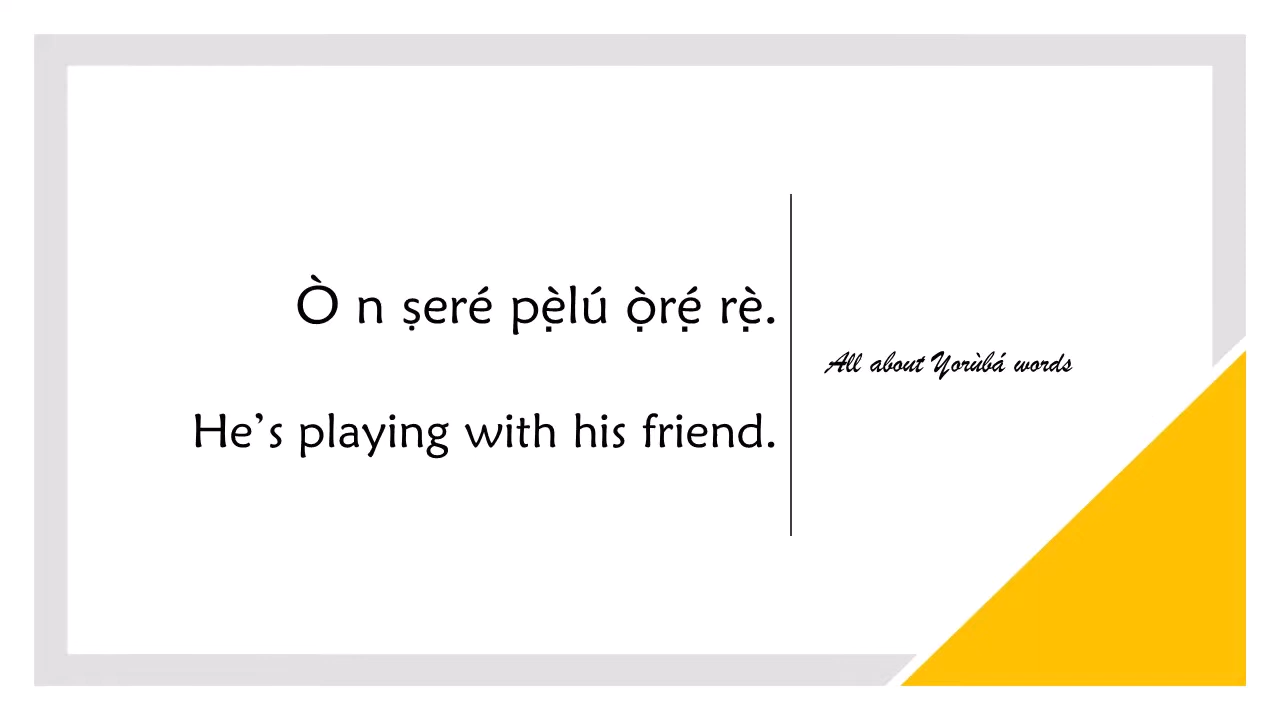 Ò n ṣeré pẹ̀lú ọ̀rẹ́ rẹ̀.
He’s playing with his friend.
All about Yorùbá words